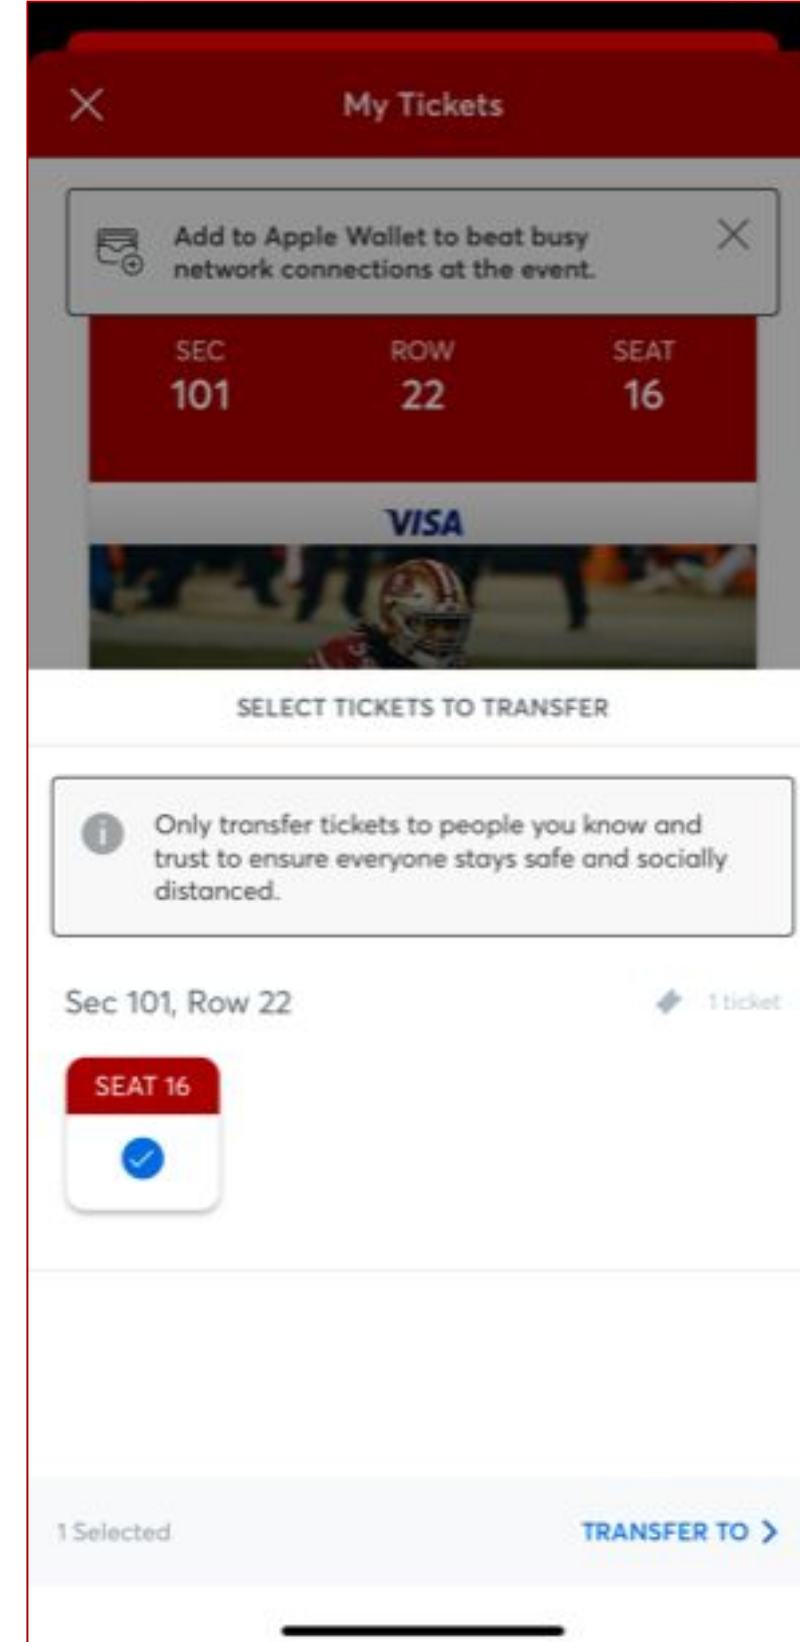 My Tickets
Add to Apple Wallet to beat busy
network connections at the event.
SEC ROW SEAT
101 22 16
VISA
SELECT TICKETS TO TRANSFER
Only transfer tickets to people you know and
trust to ensure everyone stays safe and socially
distanced.
Sec 101, Row 22 1 ticket
SEAT 16
1 Selected TRANSFER TO